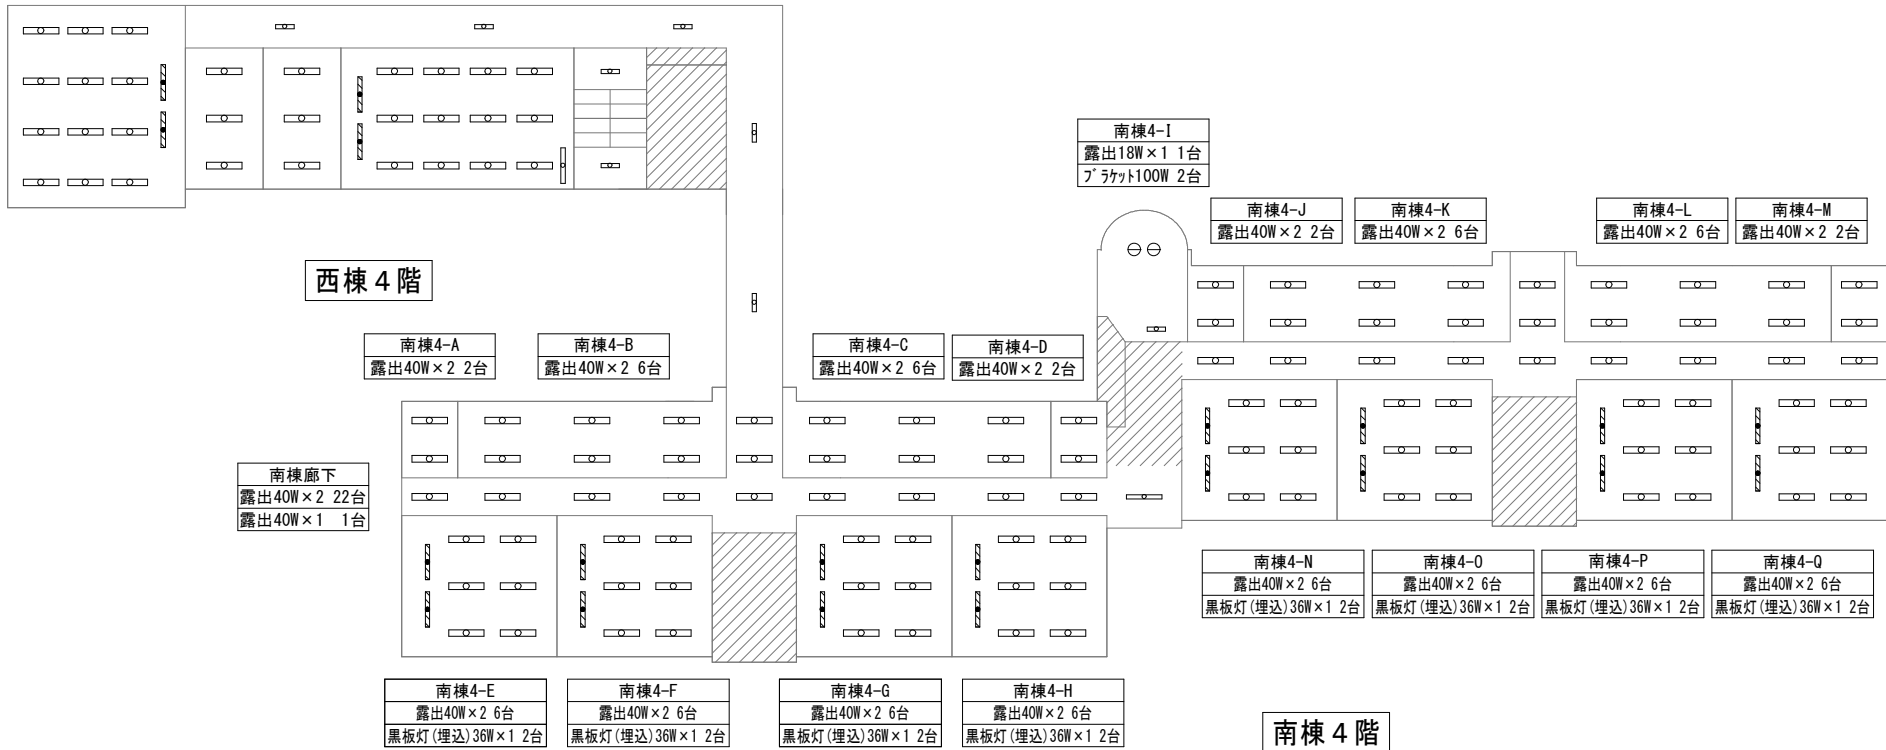 南棟4-I
露出18W×1 1台
ブラケット100W 2台
南棟4-J
露出40W×2 2台
南棟4-K
露出40W×2 6台
南棟4-L
露出40W×2 6台
南棟4-M
露出40W×2 2台
西棟4階
南棟4-A
露出40W×2 2台
南棟4-B
露出40W×2 6台
南棟4-C
露出40W×2 6台
南棟4-D
露出40W×2 2台
南棟廊下
露出40W×2 22台
露出40W×1 1台
南棟4-N
露出40W×2 6台
黒板灯(埋込)36W×1 2台
南棟4-O
露出40W×2 6台
黒板灯(埋込)36W×1 2台
南棟4-P
露出40W×2 6台
黒板灯(埋込)36W×1 2台
南棟4-Q
露出40W×2 6台
黒板灯(埋込)36W×1 2台
南棟4-E
露出40W×2 6台
黒板灯(埋込)36W×1 2台
南棟4-F
露出40W×2 6台
黒板灯(埋込)36W×1 2台
南棟4-G
露出40W×2 6台
黒板灯(埋込)36W×1 2台
南棟4-H
露出40W×2 6台
黒板灯(埋込)36W×1 2台
南棟4階